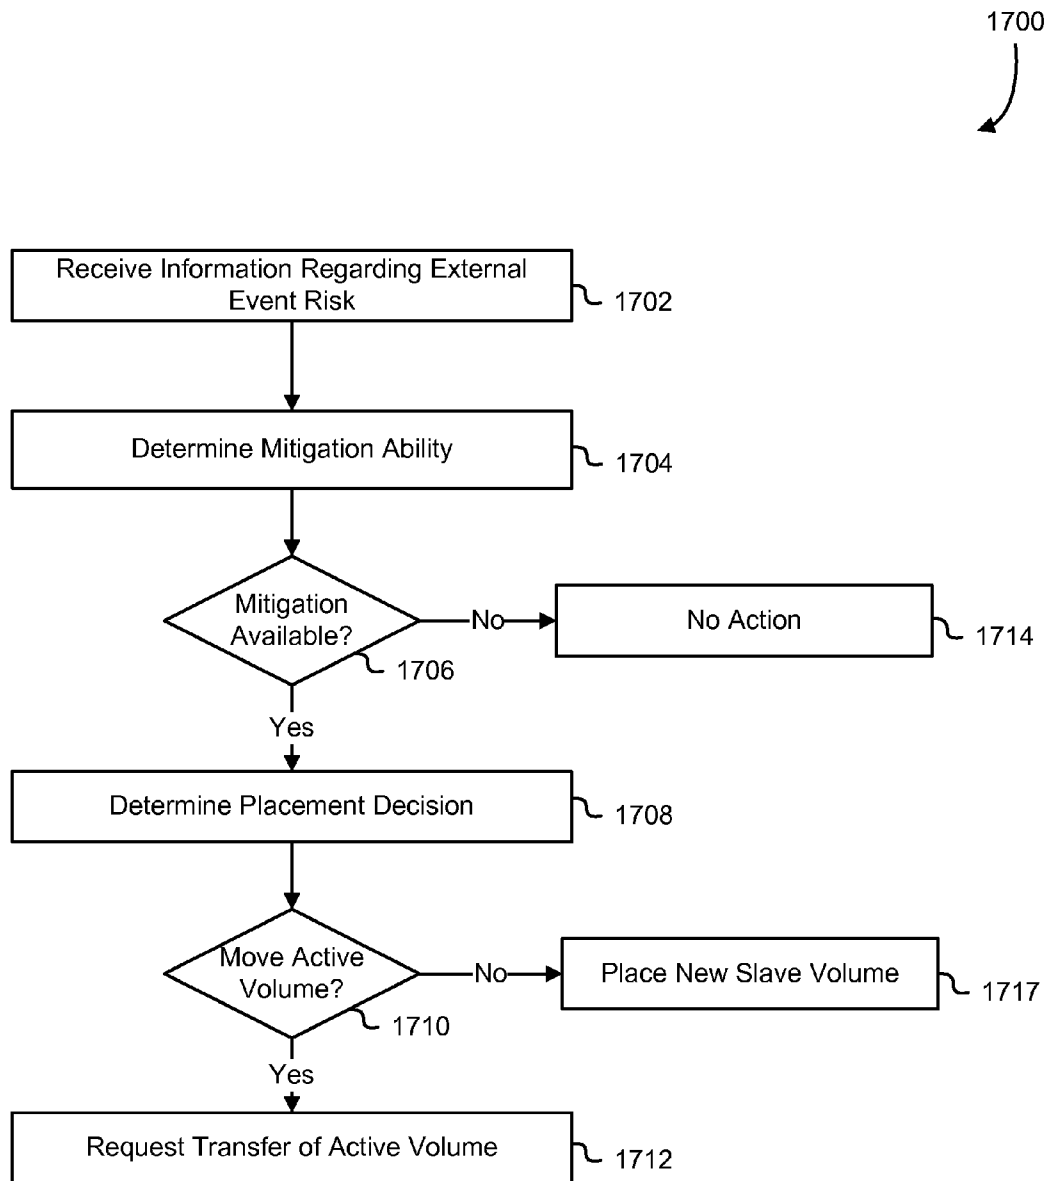 1700
Receive Information Regarding External
Event Risk
1702
Determine Mitigation Ability
1704
Mitigation
Available?
1706
No
No Action
1714
Yes
Determine Placement Decision
1708
Move Active
Volume?
1710
No
Place New Slave Volume
1717
Yes
Request Transfer of Active Volume
1712